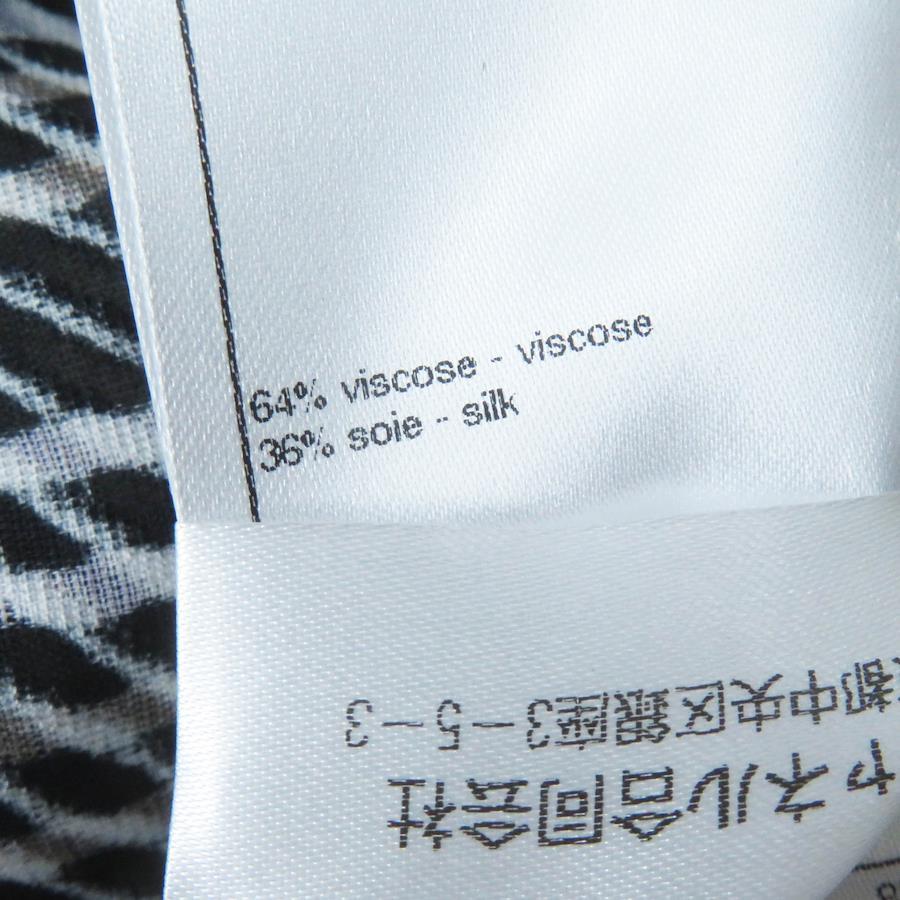 64% viscose - viscose
36% soie - silk
ャネル合同会社
都中央区銀座3－5－3